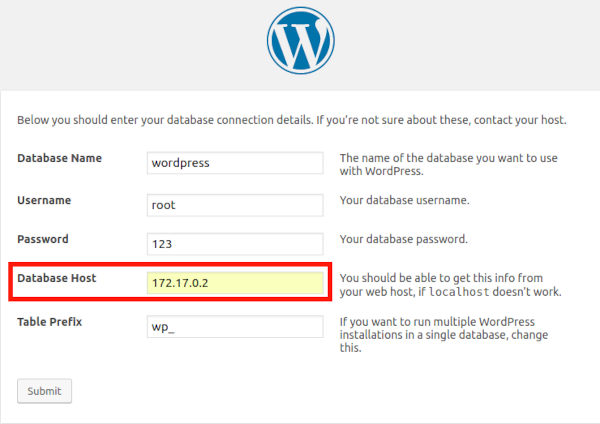 Below you should enter your database connection details. If you're not sure about these, contact your host.
Database Name
wordpress
The name of the database you want to use
with WordPress.
Username
root
Your database username.
Password
123
Your database password.
Database Host
172.17.0.2
You should be able to get this info from
your web host, if localhost doesn't work.
Table Prefix
wp_
If you want to run multiple WordPress
installations in a single database, change
this.
Submit